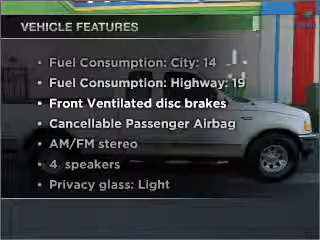 VEHICLE FEATURES
• Fuel Consumption: City: 14
• Fuel Consumption: Highway: 19
• Front Ventilated disc brakes
• Cancellable Passenger Airbag
• AM/FM stereo
• 4 speakers
• Privacy glass: Light